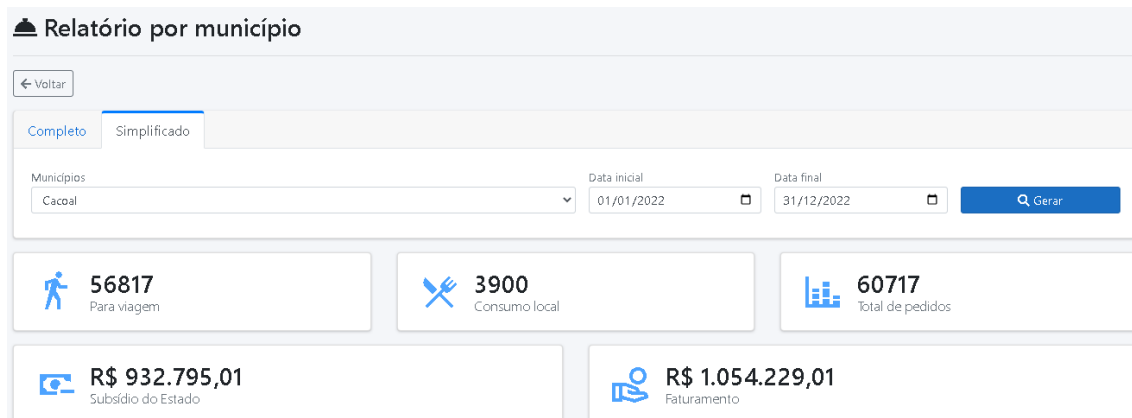 Relatório por município
Voltar
Completo Simplificado
Municípios Data inicial Data final
Cacoal 01/01/2022 31/12/2022 Gerar
56817 3900 60717
Para viagem Consumo local Total de pedidos
R$ 932.795,01 R$ 1.054.229,01
Subsídio do Estado Faturamento